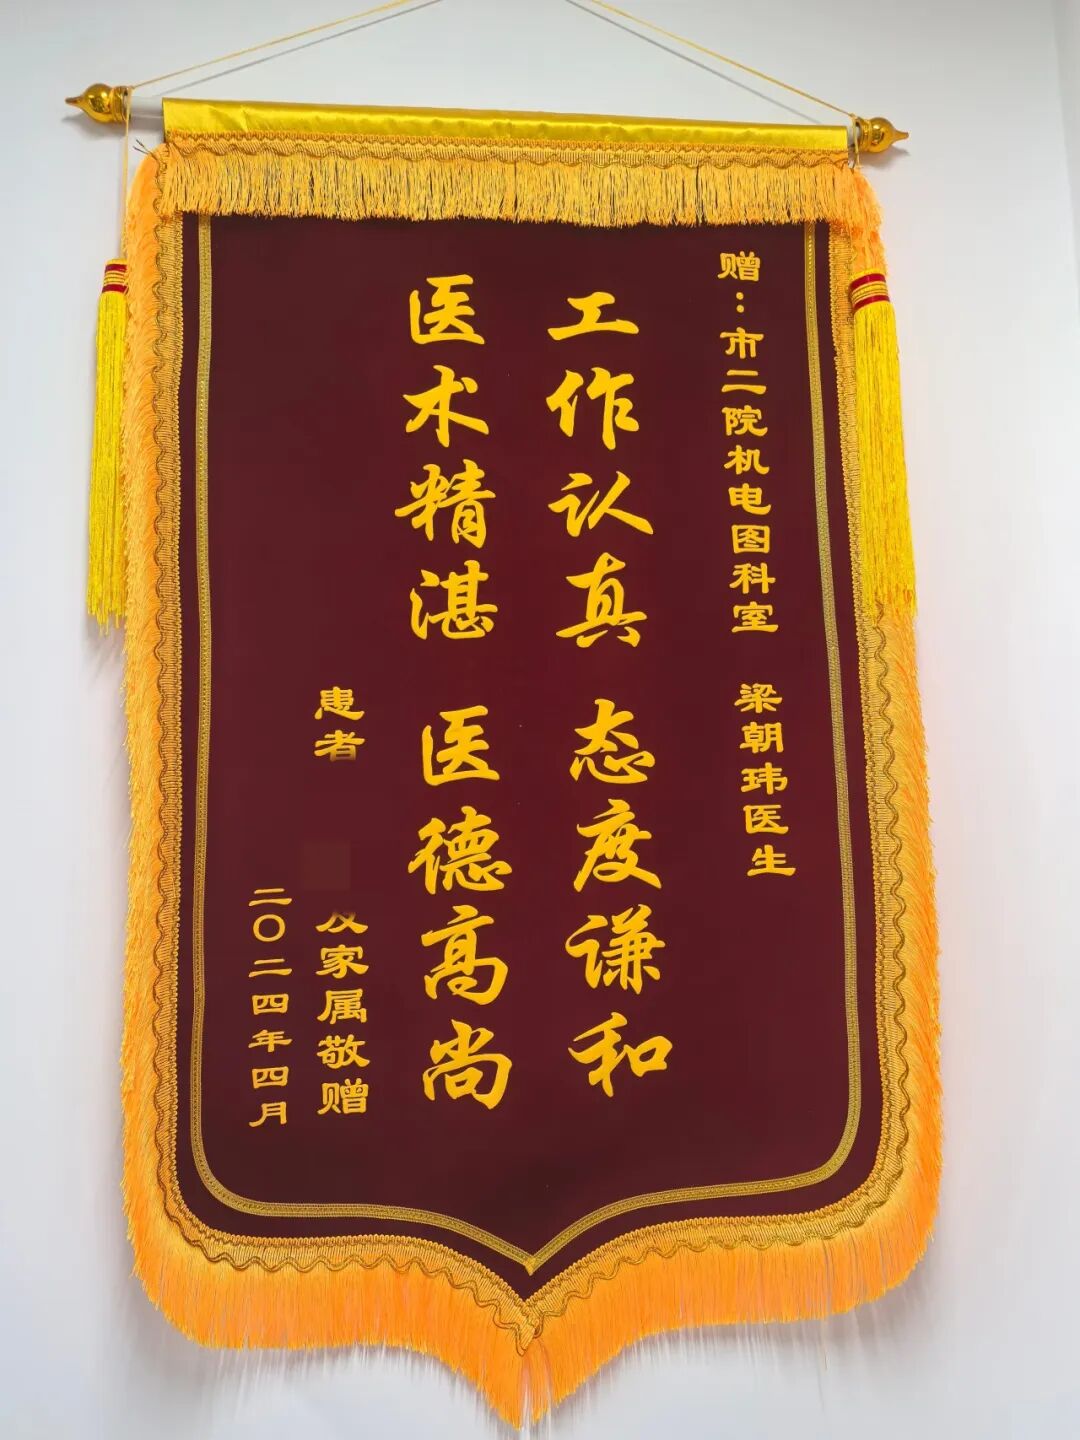 赠：市二院机电图科室 梁朝玮医生
工作认真 态度谦和
医术精湛 医德高尚
患者 及家属敬赠
二〇二四年四月